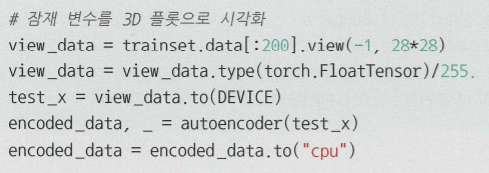 # 잠재 변수를 3D 플롯으로 시각화
view_data = trainset.data[:200].view(-1, 28*28)
view_data = view_data.type(torch.FloatTensor)/255.
test_x = view_data.to(DEVICE)
encoded_data, _ = autoencoder(test_x)
encoded_data = encoded_data.to("cpu")